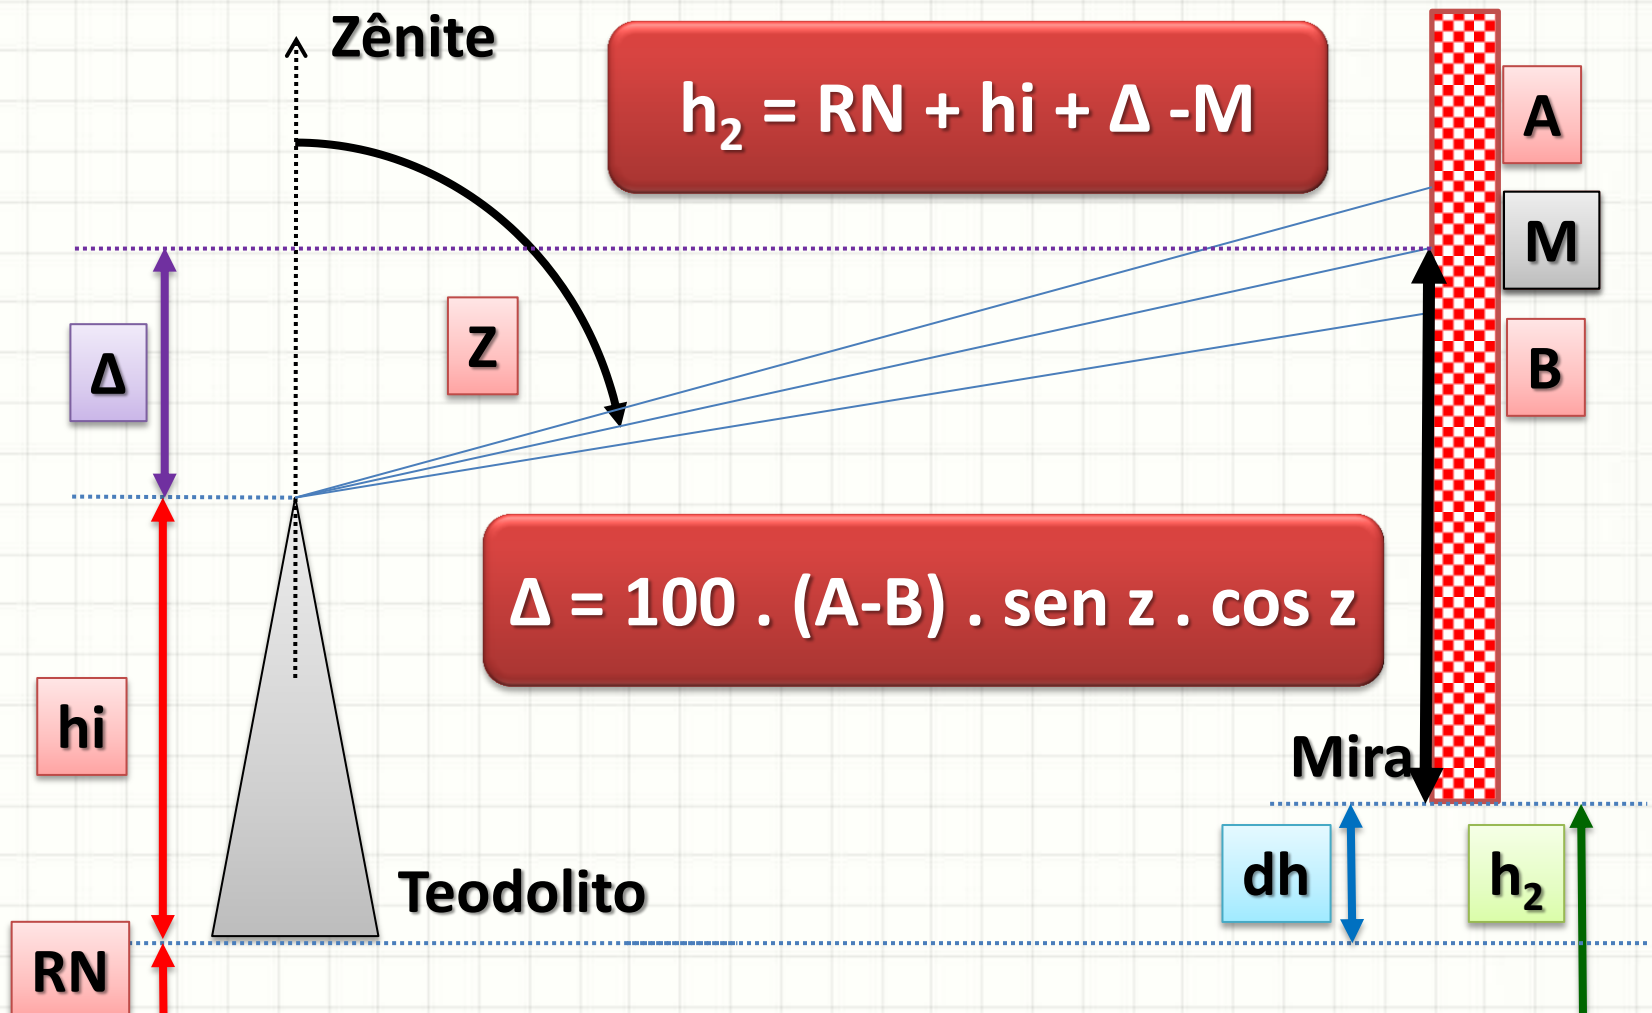 Zênite
h₂ = RN + hi + Δ -M
A
M
Z
Δ
B
Δ = 100 . (A-B) . sen z . cos z
hi
Mira
dh
h₂
Teodolito
RN